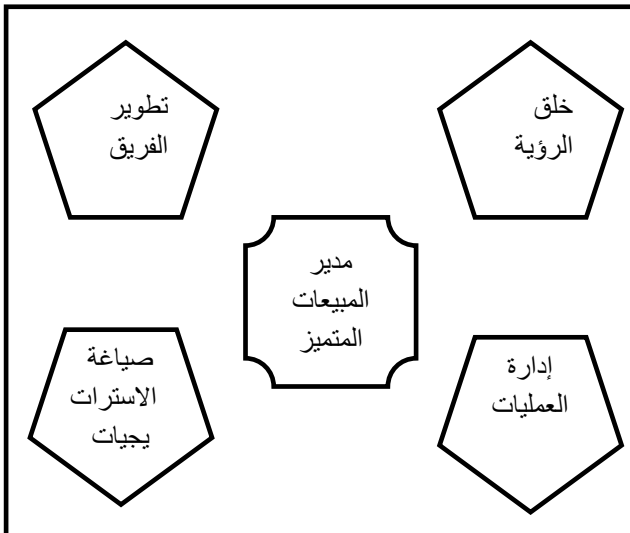 خلق
الرؤية
تطوير
الفريق
مدير
المبيعات
المتميز
إدارة
العمليات
صياغة
الاسترات
يجيات